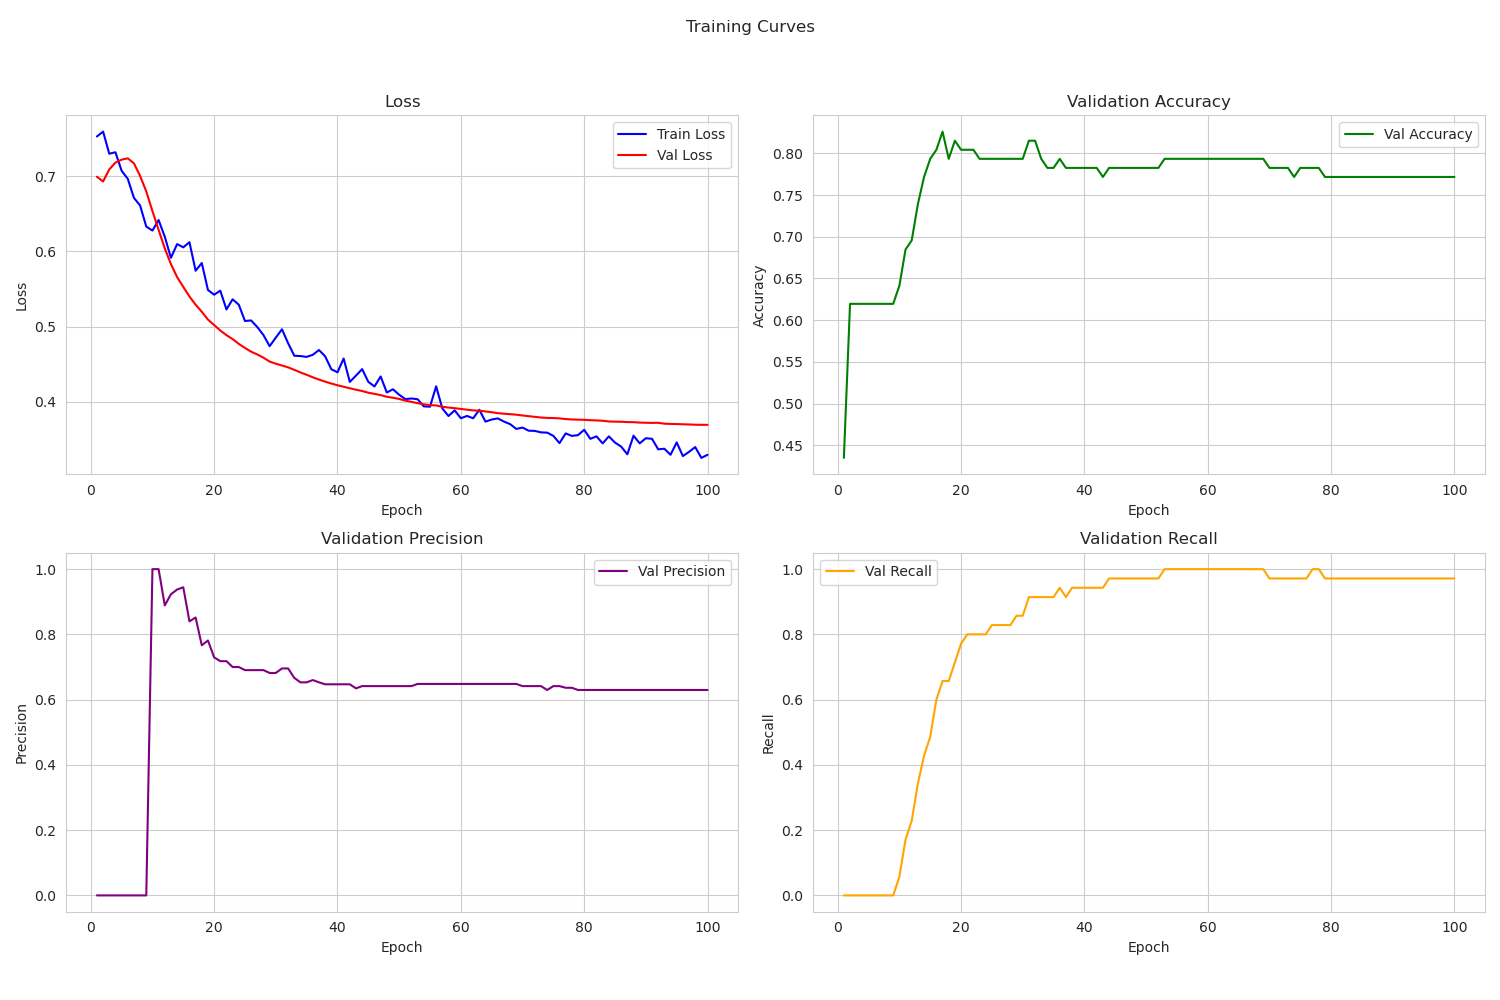 Training Curves
Loss
Train Loss
Val Loss
0.7
0.6
0.5
0.4
Loss
0 20 40 60 80 100
Epoch
Validation Accuracy
Val Accuracy
0.80
0.75
0.70
0.65
0.60
0.55
0.50
0.45
Accuracy
0 20 40 60 80 100
Epoch
Validation Precision
Val Precision
1.0
0.8
0.6
0.4
0.2
0.0
Precision
0 20 40 60 80 100
Epoch
Validation Recall
Val Recall
1.0
0.8
0.6
0.4
0.2
0.0
Recall
0 20 40 60 80 100
Epoch